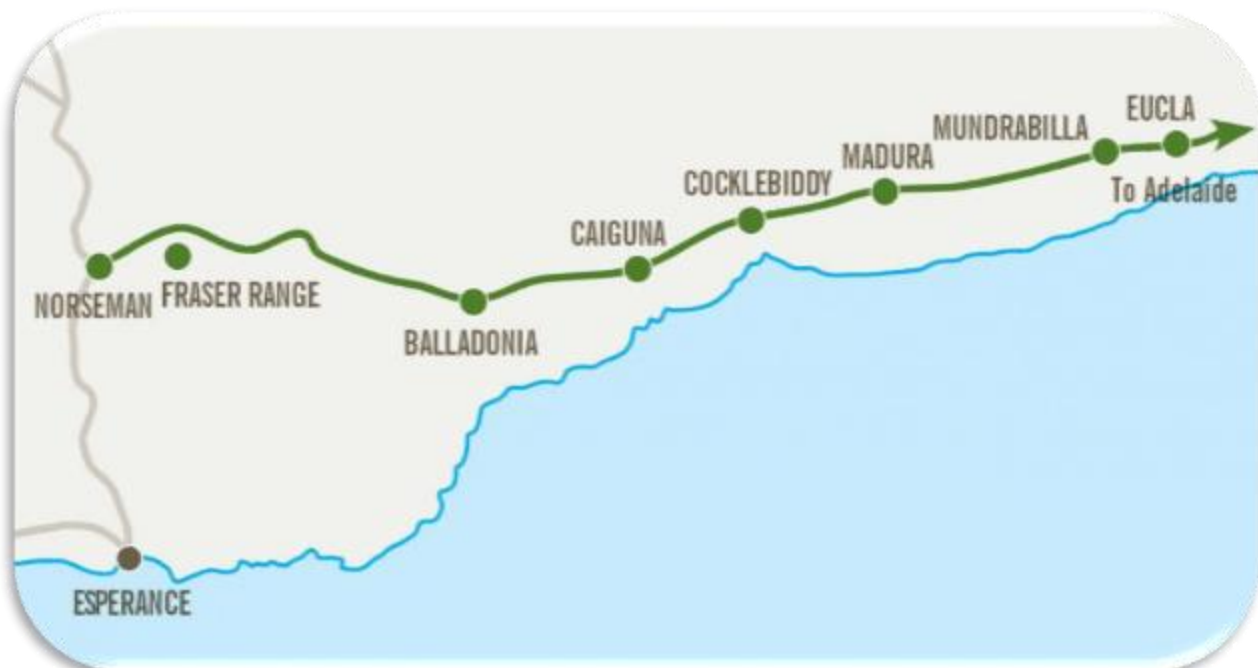 EUCLA
MUNDRABILLA
MADURA
COCKLEBIDDY
To Adelaide
CAIGUNA
NORSEMAN
FRASER RANGE
BALLADONIA
ESPERANCE